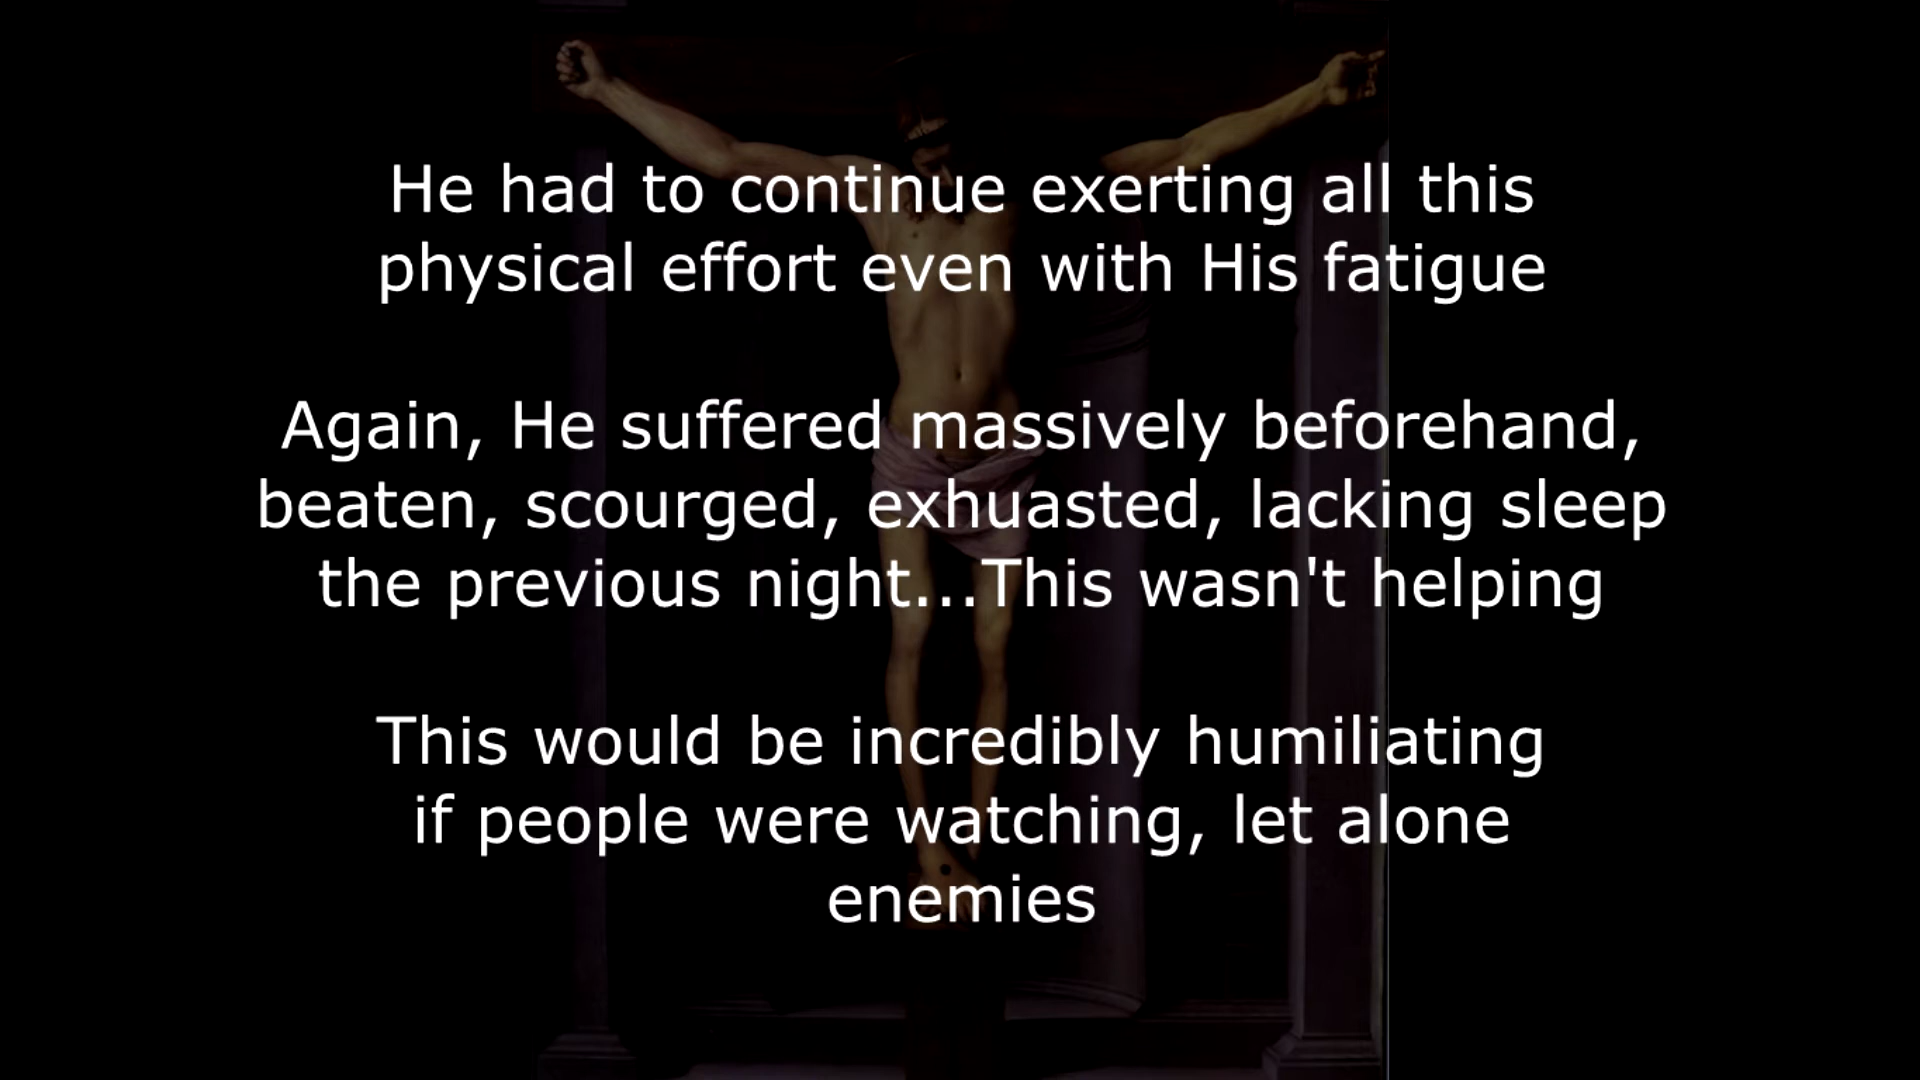 He had to continue exerting all this
physical effort even with His fatigue
Again, He suffered massively beforehand,
beaten, scourged, exhuasted, lacking sleep
the previous night...This wasn't helping
This would be incredibly humiliating
if people were watching, let alone
enemies